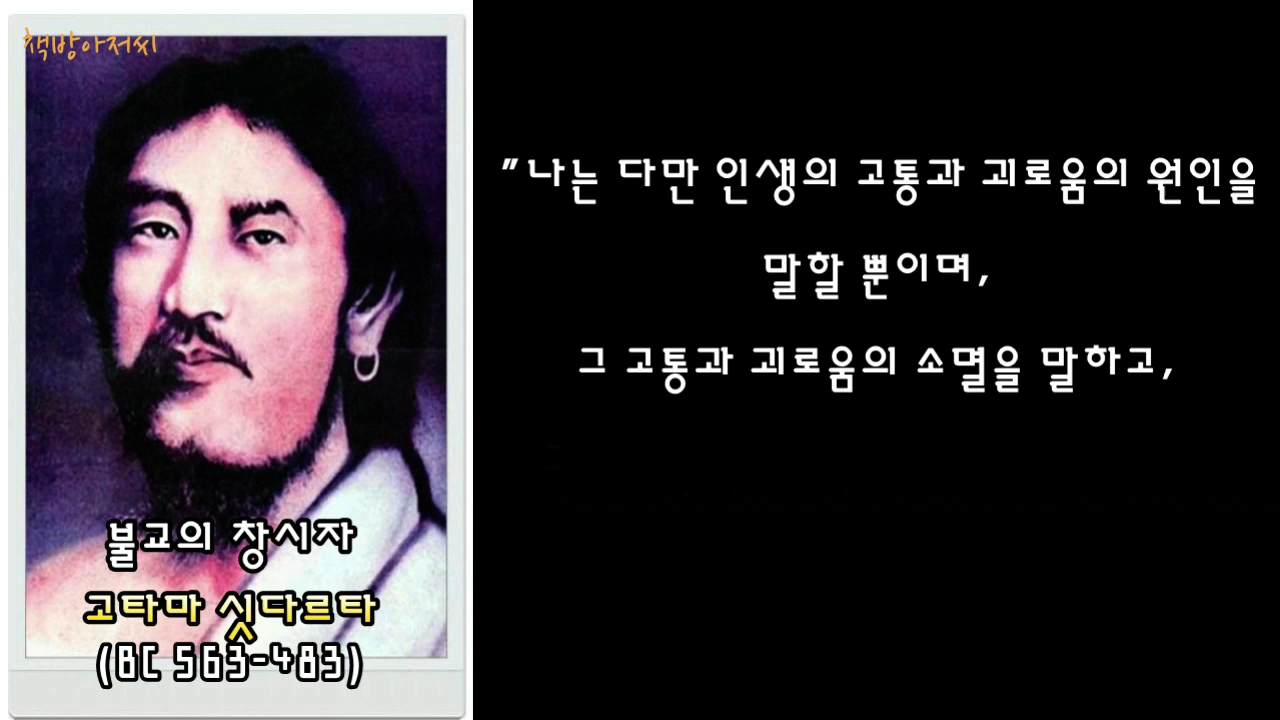 책방아저씨
불교의 창시자
고타마 싯다르타
(BC 563-483)
"나는 다만 인생의 고통과 괴로움의 원인을
말할 뿐이며,
그 고통과 괴로움의 소멸을 말하고,